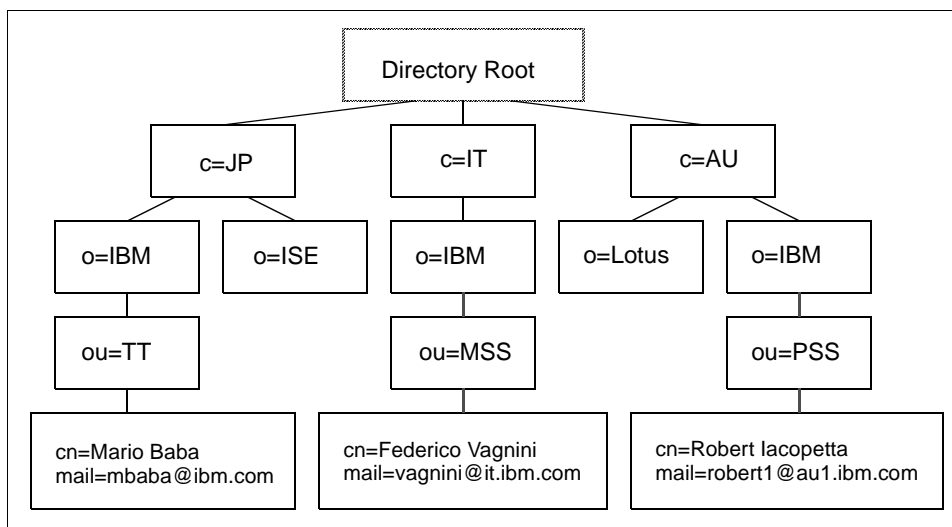 Directory Root
c=JP
c=IT
c=AU
o=IBM
o=ISE
o=IBM
o=Lotus
o=IBM
ou=TT
ou=MSS
ou=PSS
cn=Mario Baba
mail=mbaba@ibm.com
cn=Federico Vagnini
mail=vagnini@it.ibm.com
cn=Robert Iacopetta
mail=robert1@au1.ibm.com